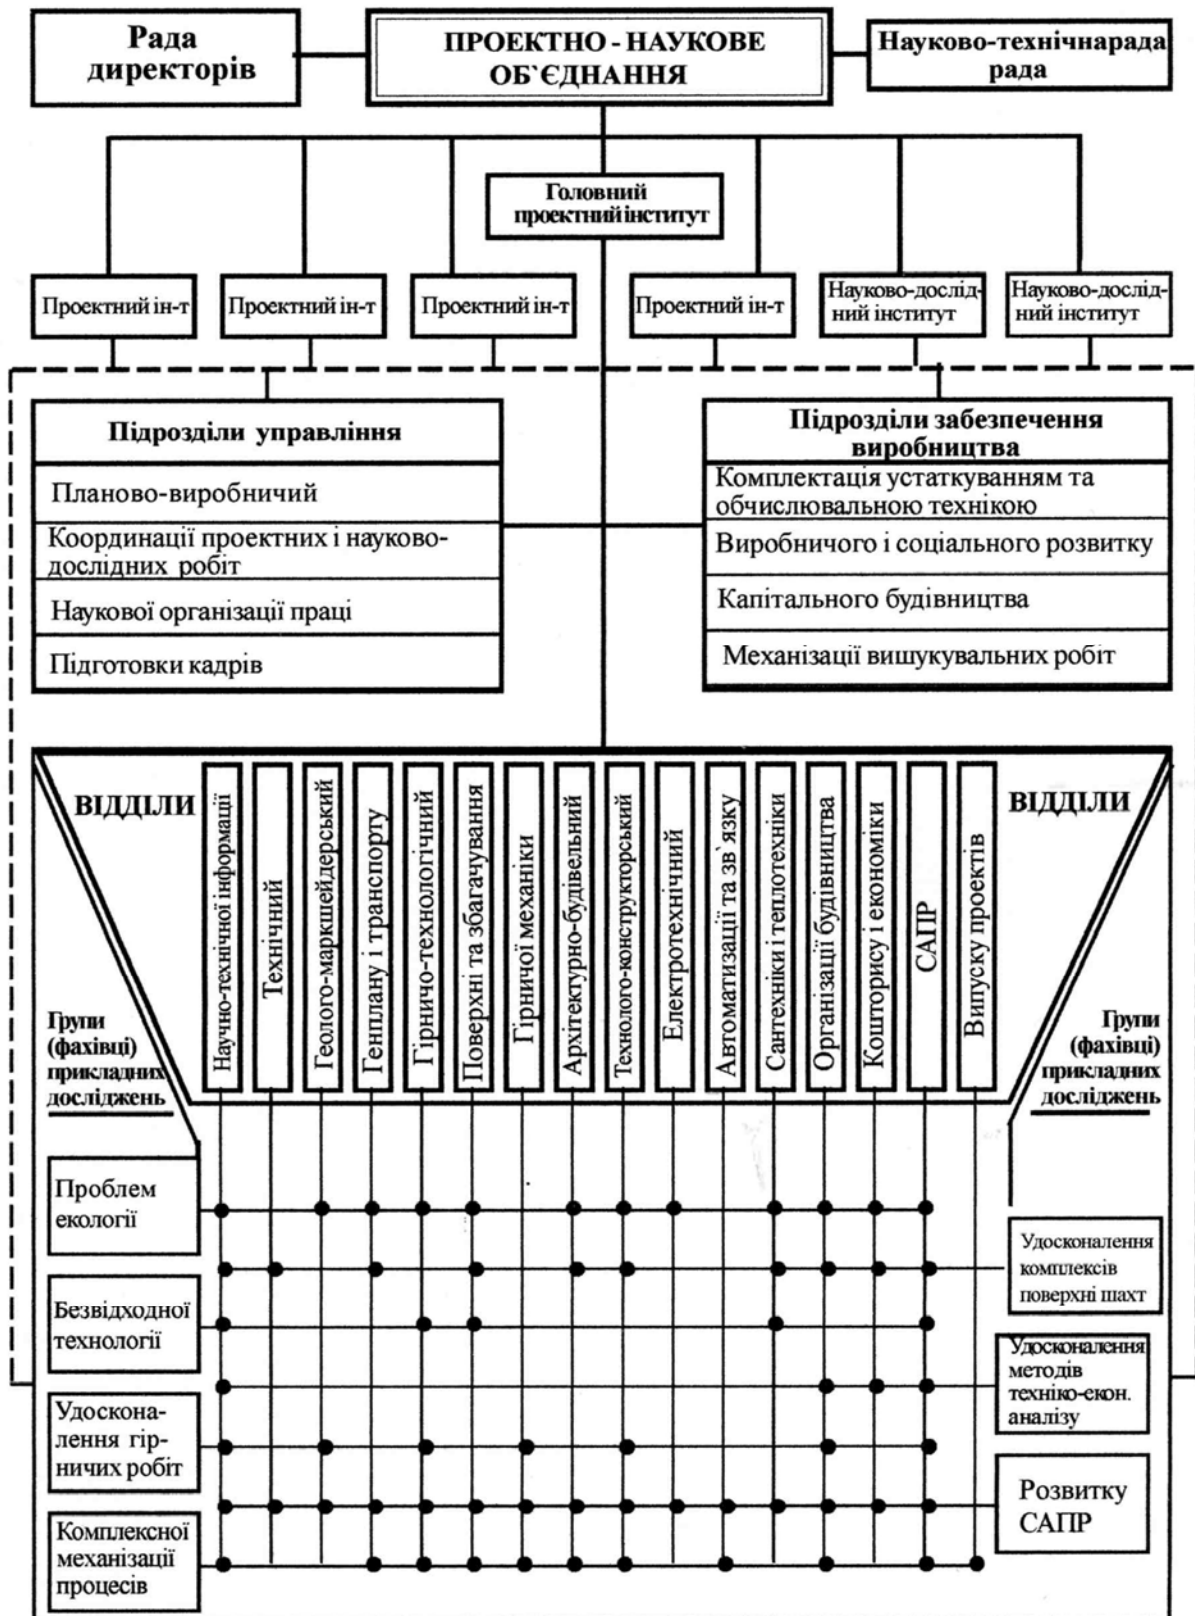 Рада
директорів
ПРОЕКТНО - НАУКОВЕ
ОБ`ЄДНАННЯ
Науково-технічнарада
рада
Головний
проектний інститут
Проектний ін-т
Проектний ін-т
Проектний ін-т
Проектний ін-т
Науково-дослід-
ний інститут
Науково-дослід-
ний інститут
Підрозділи управління
Планово-виробничий
Координації проектних і науково-
дослідних робіт
Наукової організації праці
Підготовки кадрів
Підрозділи забезпечення
виробництва
Комплектація устаткуванням та
обчислювальною технікою
Виробничого і соціального розвитку
Капітального будівництва
Механізації вишукувальних робіт
ВІДДІЛИ
Научно-технічної інформації
Технічний
Геолого-маркшейдерський
Генплану і транспорту
Гірничо-технологічний
Поверхні та збагачування
Гірничої механіки
Архітектурно-будівельний
Технолого-конструкторський
Електротехнічний
Автоматизації та зв`язку
Сантехніки і теплотехніки
Організації будівництва
Кошторису і економіки
САПР
Випуску проектів
ВІДДІЛИ
Групи
(фахівці)
прикладних
досліджень
Групи
(фахівці)
прикладних
досліджень
Проблем
екології
Безвідходної
технології
Удоскона-
лення гір-
ничих робіт
Комплексної
механізації
процесів
Удосконалення
комплексів
поверхні шахт
Удосконалення
методів
техніко-екон.
аналізу
Розвитку
САПР